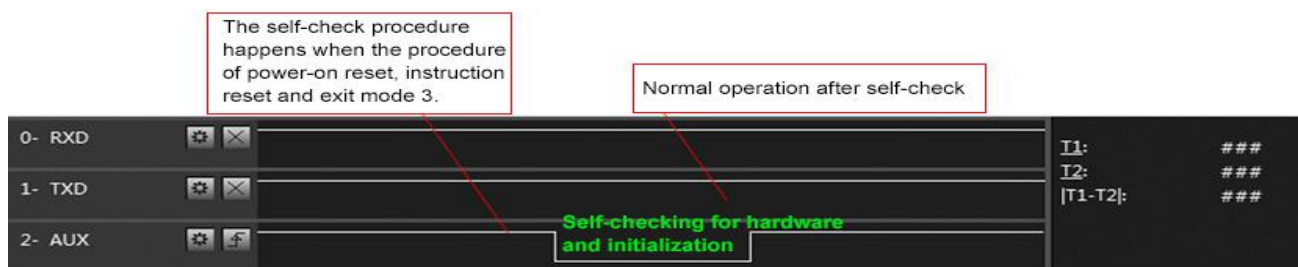 The self-check procedure
happens when the procedure
of power-on reset, instruction
reset and exit mode 3.
Normal operation after self-check
0- RXD
T1: ###
1- TXD
T2: ###
|T1-T2|: ###
Self-checking for hardware
2- AUX
and initialization